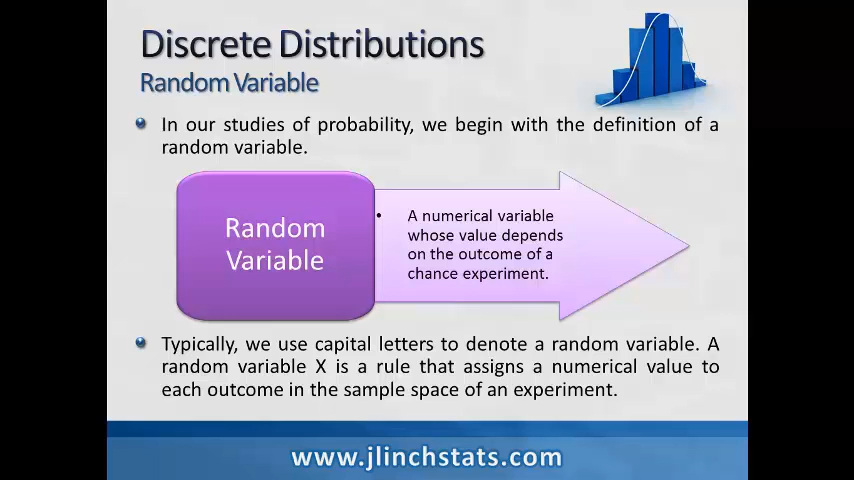 Discrete Distributions
Random Variable
In our studies of probability, we begin with the definition of a
random variable.
Random
Variable
• A numerical variable
whose value depends
on the outcome of a
chance experiment.
Typically, we use capital letters to denote a random variable. A
random variable X is a rule that assigns a numerical value to
each outcome in the sample space of an experiment.
www.jlinchstats.com